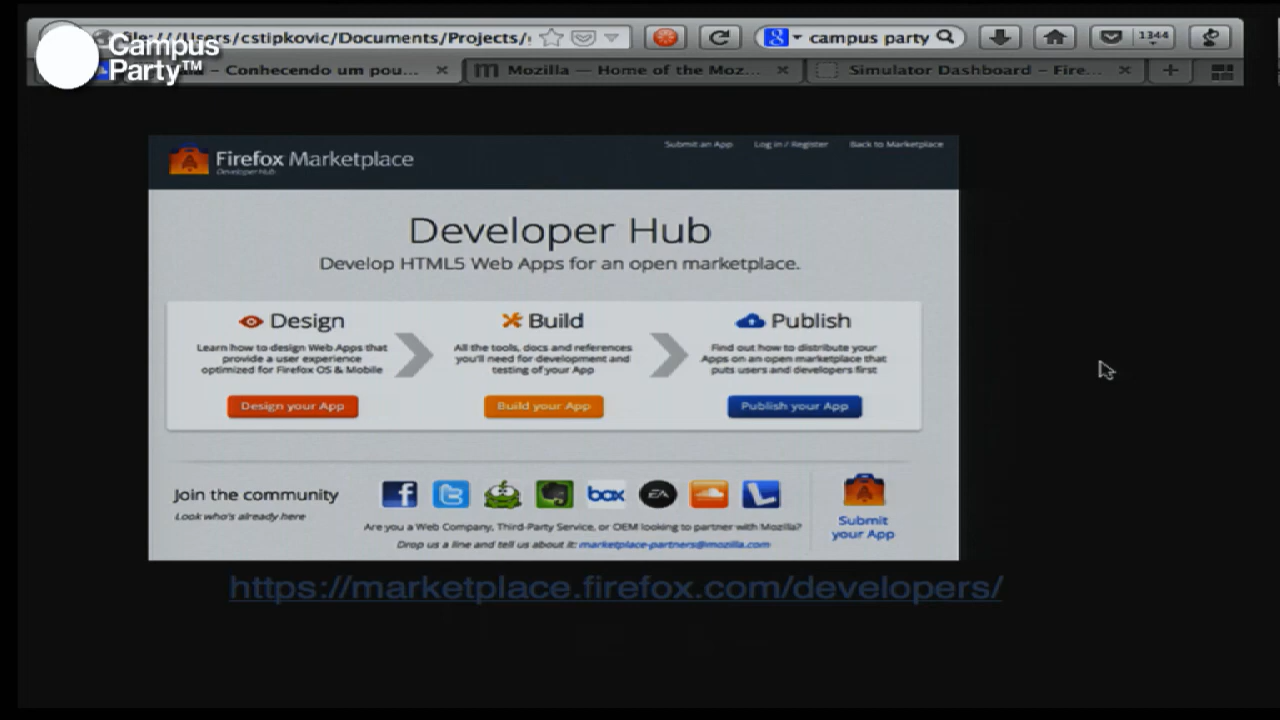 Campus
Party™
/Users/cstipkovic/Documents/Projects/
campus party
1344
– Conhecendo um pou...
Mozilla — Home of the Moz...
Simulator Dashboard – Fire...
Firefox Marketplace
Developer Hub
Submit an App
Log in / Register
Back to Marketplace
Developer Hub
Develop HTML5 Web Apps for an open marketplace.
Design
Learn how to design Web Apps that
provide a user experience
optimized for Firefox OS & Mobile
Design your App
Build
All the tools, docs and references
you'll need for development and
testing of your App
Build your App
Publish
Find out how to distribute your
Apps on an open marketplace that
puts users and developers first
Publish your App
Join the community
Look who's already here
box
EA
Are you a Web Company, Third-Party Service, or OEM looking to partner with Mozilla?
Drop us a line and tell us about it: marketplace-partners@mozilla.com
Submit
your App
https://marketplace.firefox.com/developers/